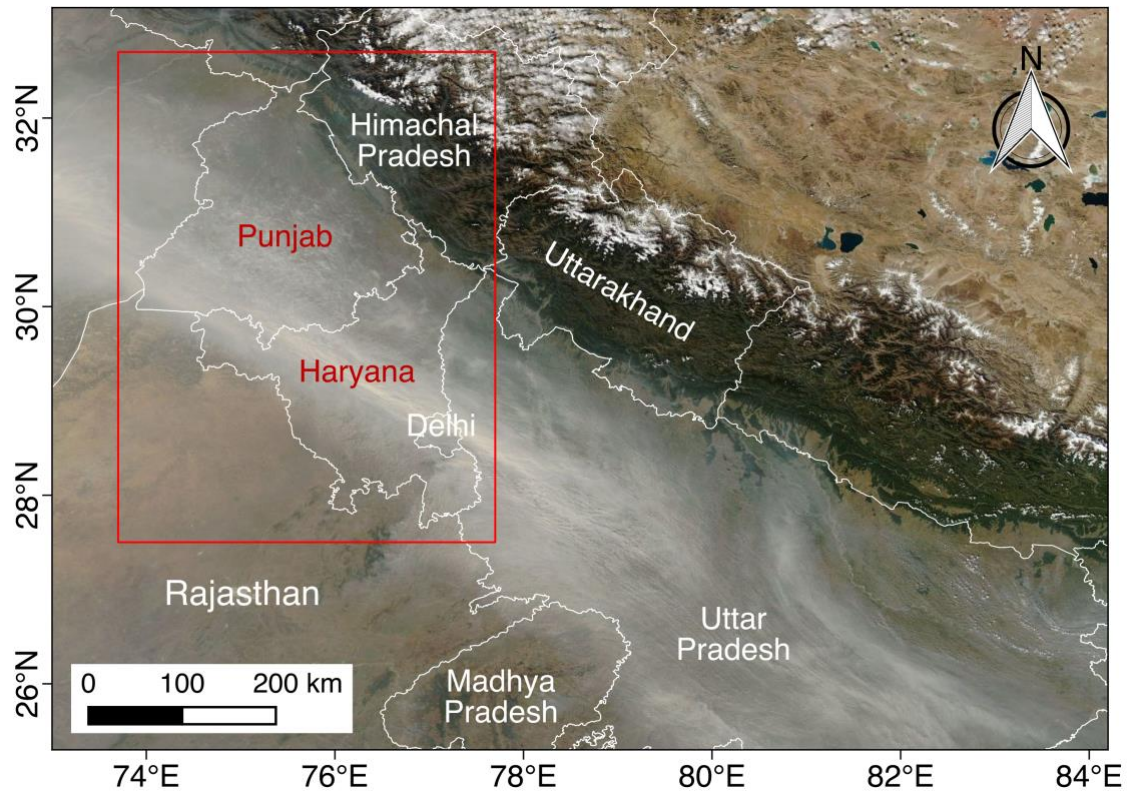 N
32°N
30°N
28°N
26°N
Himachal
Pradesh
Punjab
Uttarakhand
Haryana
Delhi
Rajasthan
Uttar
Pradesh
Madhya
Pradesh
0 100 200 km
74°E 76°E 78°E 80°E 82°E 84°E